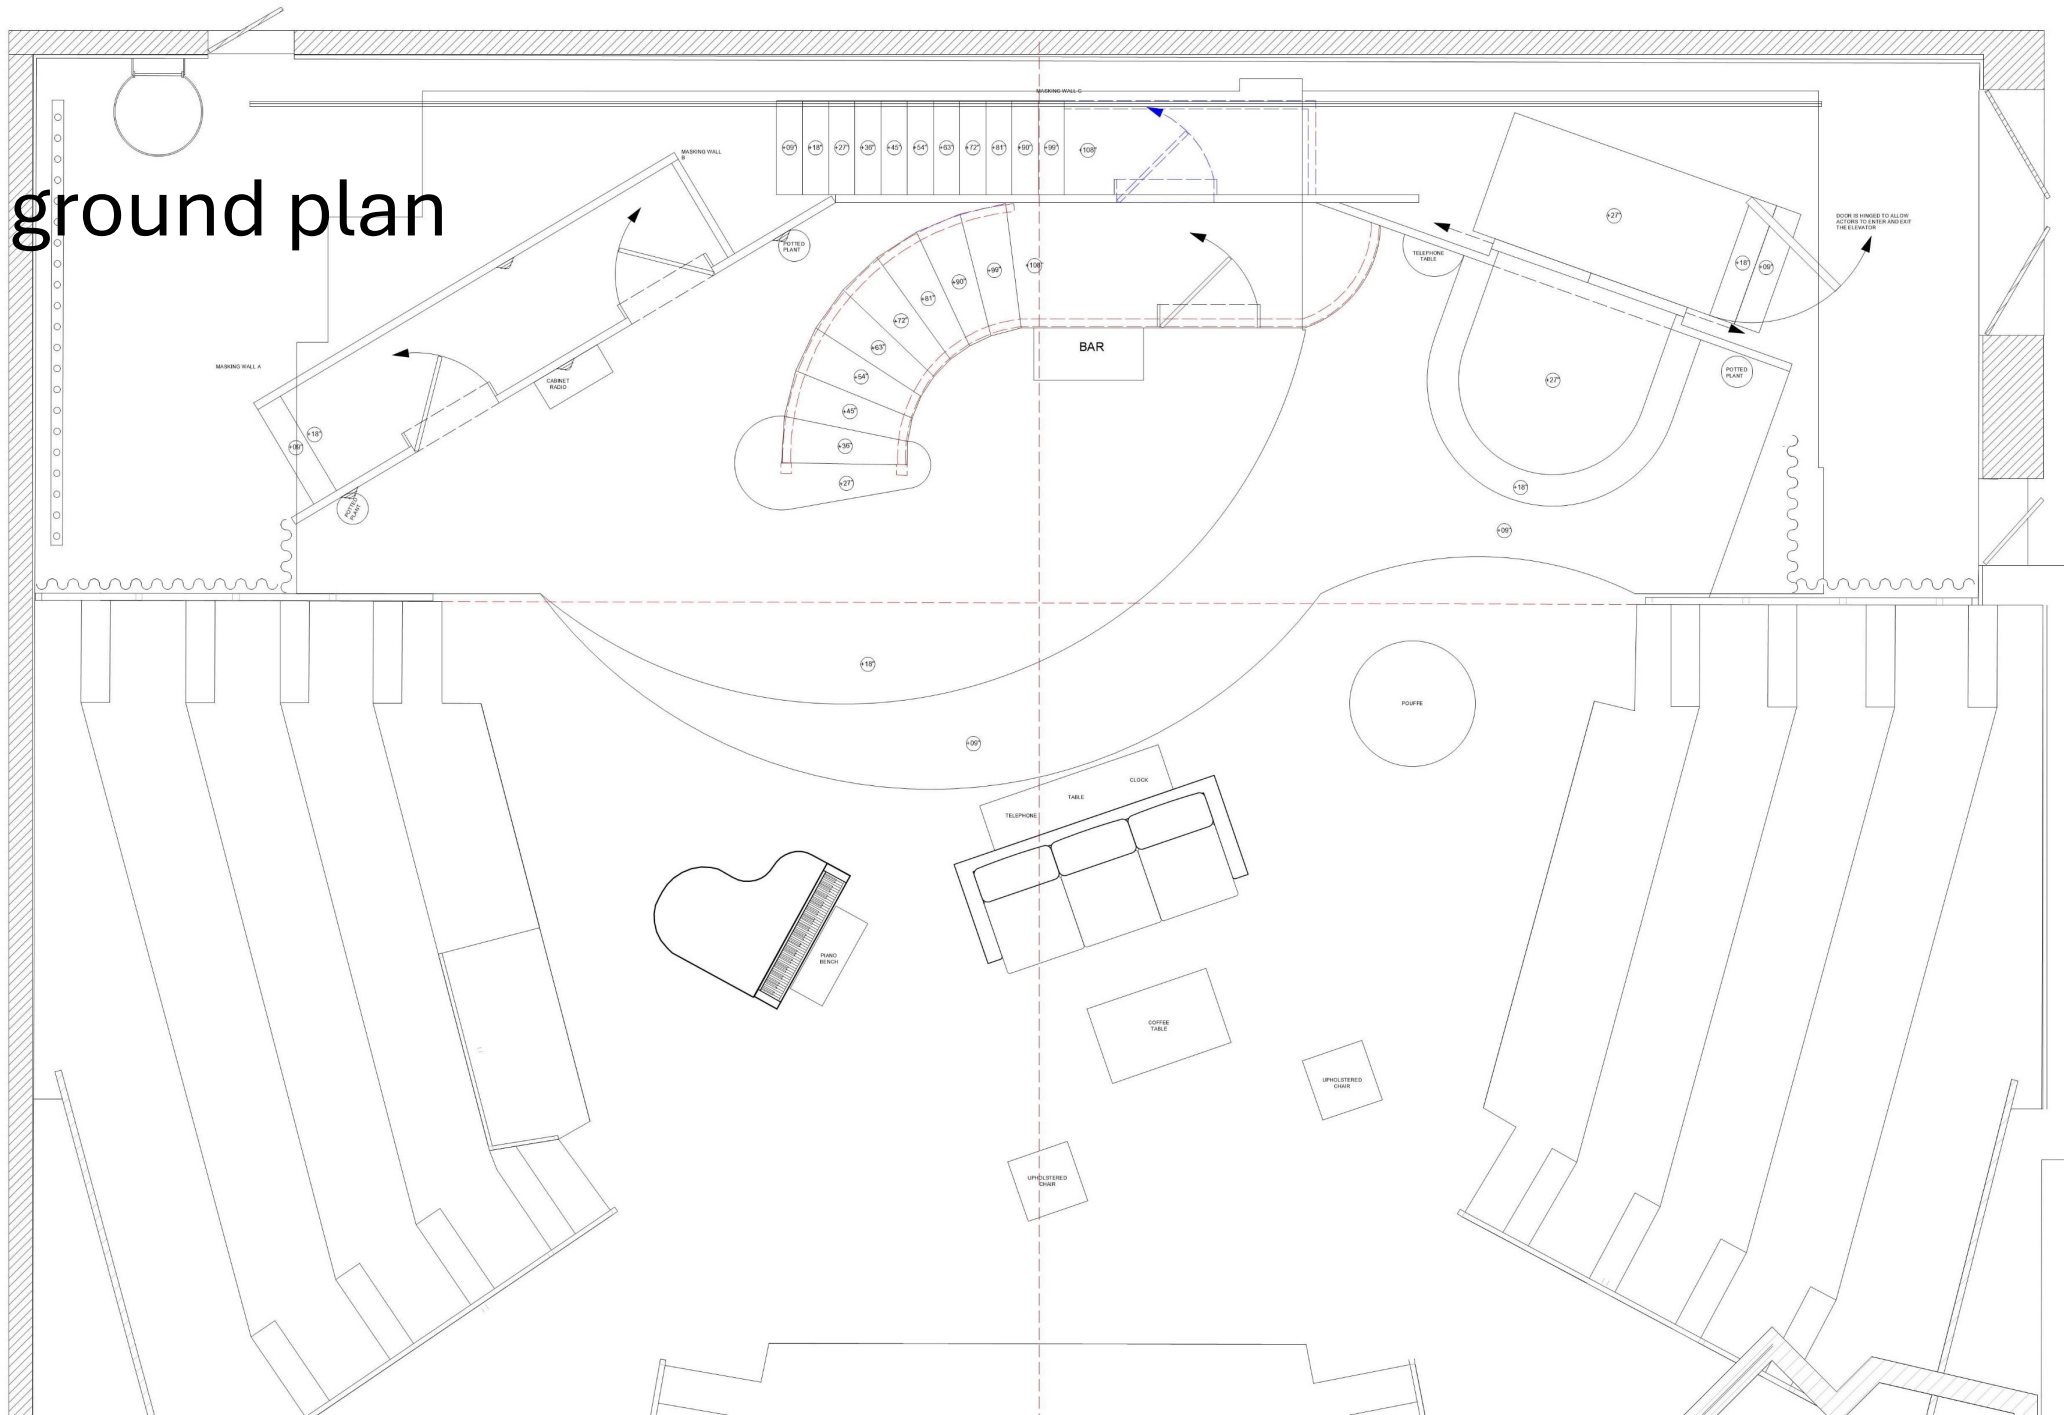 MASKING WALL C
+09"
+18"
+27"
+36"
+45"
+54"
+63"
+72"
+81"
+90"
+99"
+108"
MASKING WALL
B
ground plan
POTTED
PLANT
DOOR IS HINGED TO ALLOW
ACTORS TO ENTER AND EXIT
THE ELEVATOR
+27"
TELEPHONE
TABLE
+18"
+09"
+108"
+99"
+90"
+81"
+72"
+63"
+54"
+45"
+36"
+27"
BAR
MASKING WALL A
CABINET
RADIO
POTTED
PLANT
+27"
+18"
+09"
+18"
+09"
POTTED
PLANT
+18"
+09"
POUFFE
CLOCK
TABLE
TELEPHONE
PIANO
BENCH
COFFEE
TABLE
UPHOLSTERED
CHAIR
UPHOLSTERED
CHAIR